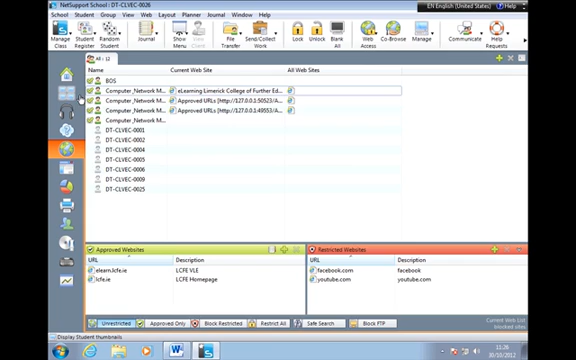 NetSupport School : DT-CLVEC-0026
EN English (United States)
Help
School Student Group View Web Layout Planner Journal Window Help
Manage Class
Student Register
Random Student
Journal
Show Menu
View Client
File Transfer
Send/Collect Work
Lock
Unlock
Blank All
Web Access
Co-Browse
Manage
Communicate
Help Requests
All - 12
Name Current Web Site All Web Sites
BOS
Computer_Network M... eLearning Limerick College of Further Ed...
Computer_Network M... Approved URLs [http://127.0.0.1:50523/A...
Computer_Network M... Approved URLs [http://127.0.0.1:49553/A...
Computer_Network M...
DT-CLVEC-0001
DT-CLVEC-0002
DT-CLVEC-0004
DT-CLVEC-0005
DT-CLVEC-0006
DT-CLVEC-0009
DT-CLVEC-0025
Approved Websites
URL Description
elearn.lcfe.ie LCFE VLE
lcfe.ie LCFE Homepage
Restricted Websites
URL Description
facebook.com facebook
youtube.com youtube.com
Unrestricted Approved Only Block Restricted Restrict All Safe Search Block FTP
Current Web List
blocked sites
Display Student thumbnails
11:26
30/10/2012